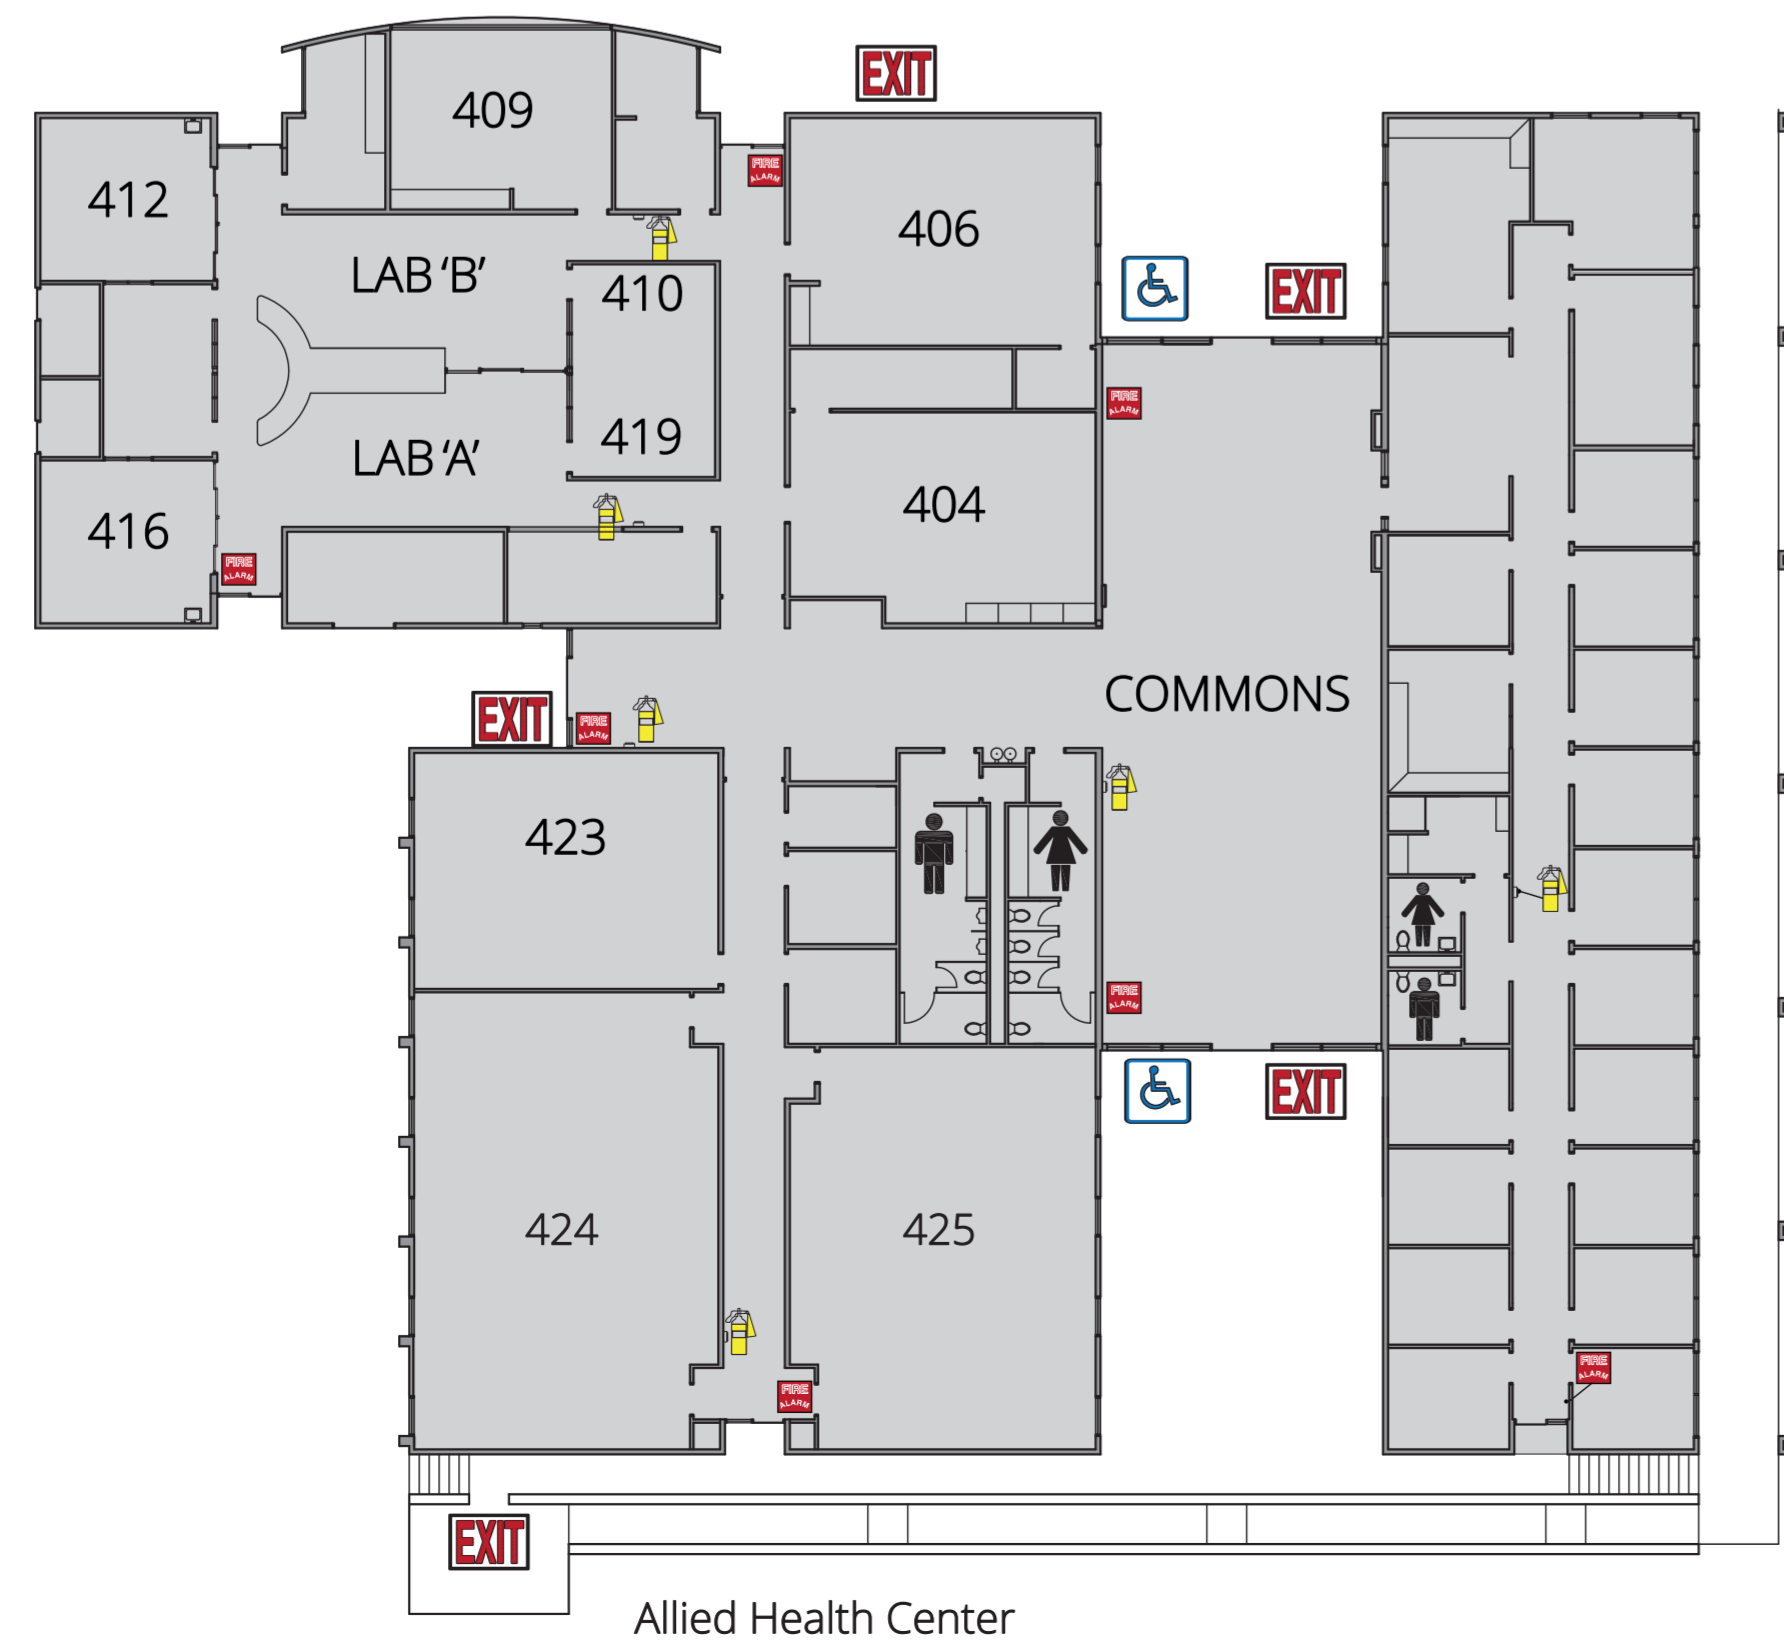 EXIT
409
FIRE
ALARM
412
406
LAB ‘B’
410
EXIT
FIRE
ALARM
419
LAB ‘A’
404
416
FIRE
ALARM
COMMONS
EXIT
FIRE
ALARM
423
FIRE
ALARM
EXIT
424
425
FIRE
ALARM
FIRE
ALARM
EXIT
Allied Health Center